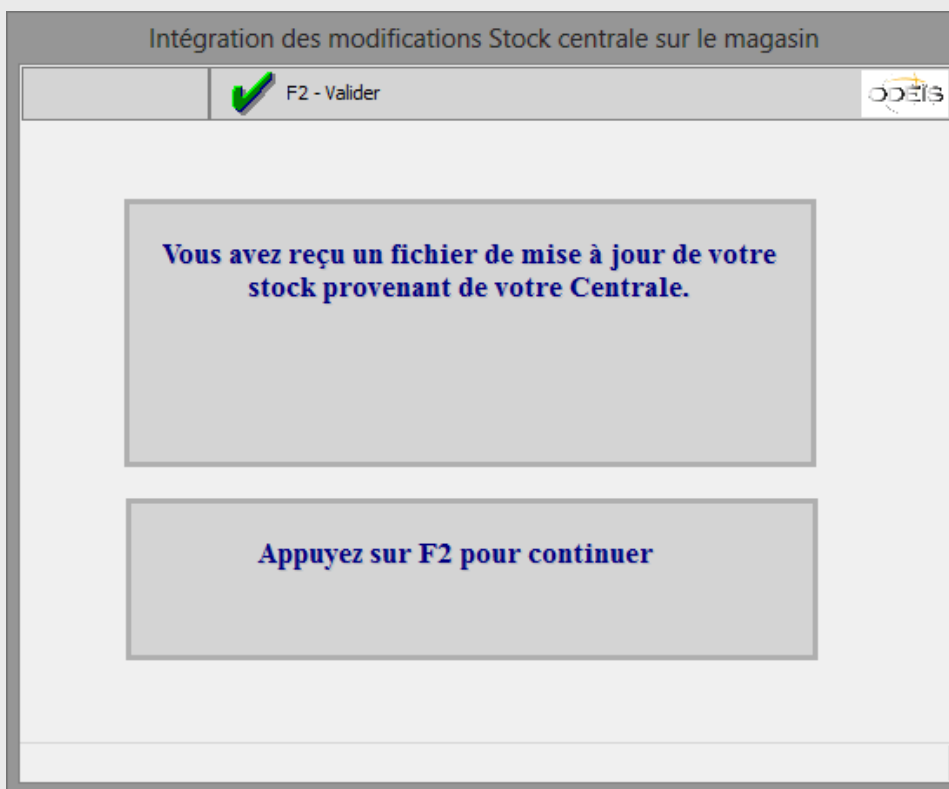 Intégration des modifications Stock centrale sur le magasin
F2 - Valider
ODEIS
Vous avez reçu un fichier de mise à jour de votre
stock provenant de votre Centrale.
Appuyez sur F2 pour continuer